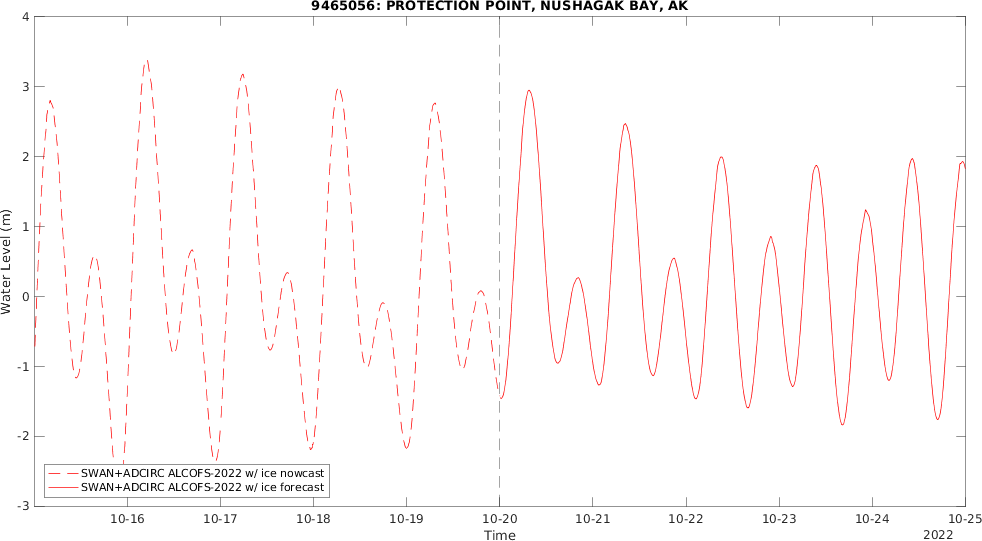 9465056: PROTECTION POINT, NUSHAGAK BAY, AK
4
3
2
1
0
-1
-2
-3
Water Level (m)
SWAN+ADCIRC ALCOFS-2022 w/ ice nowcast
SWAN+ADCIRC ALCOFS-2022 w/ ice forecast
10-16 10-17 10-18 10-19 10-20 10-21 10-22 10-23 10-24 10-25
Time
2022